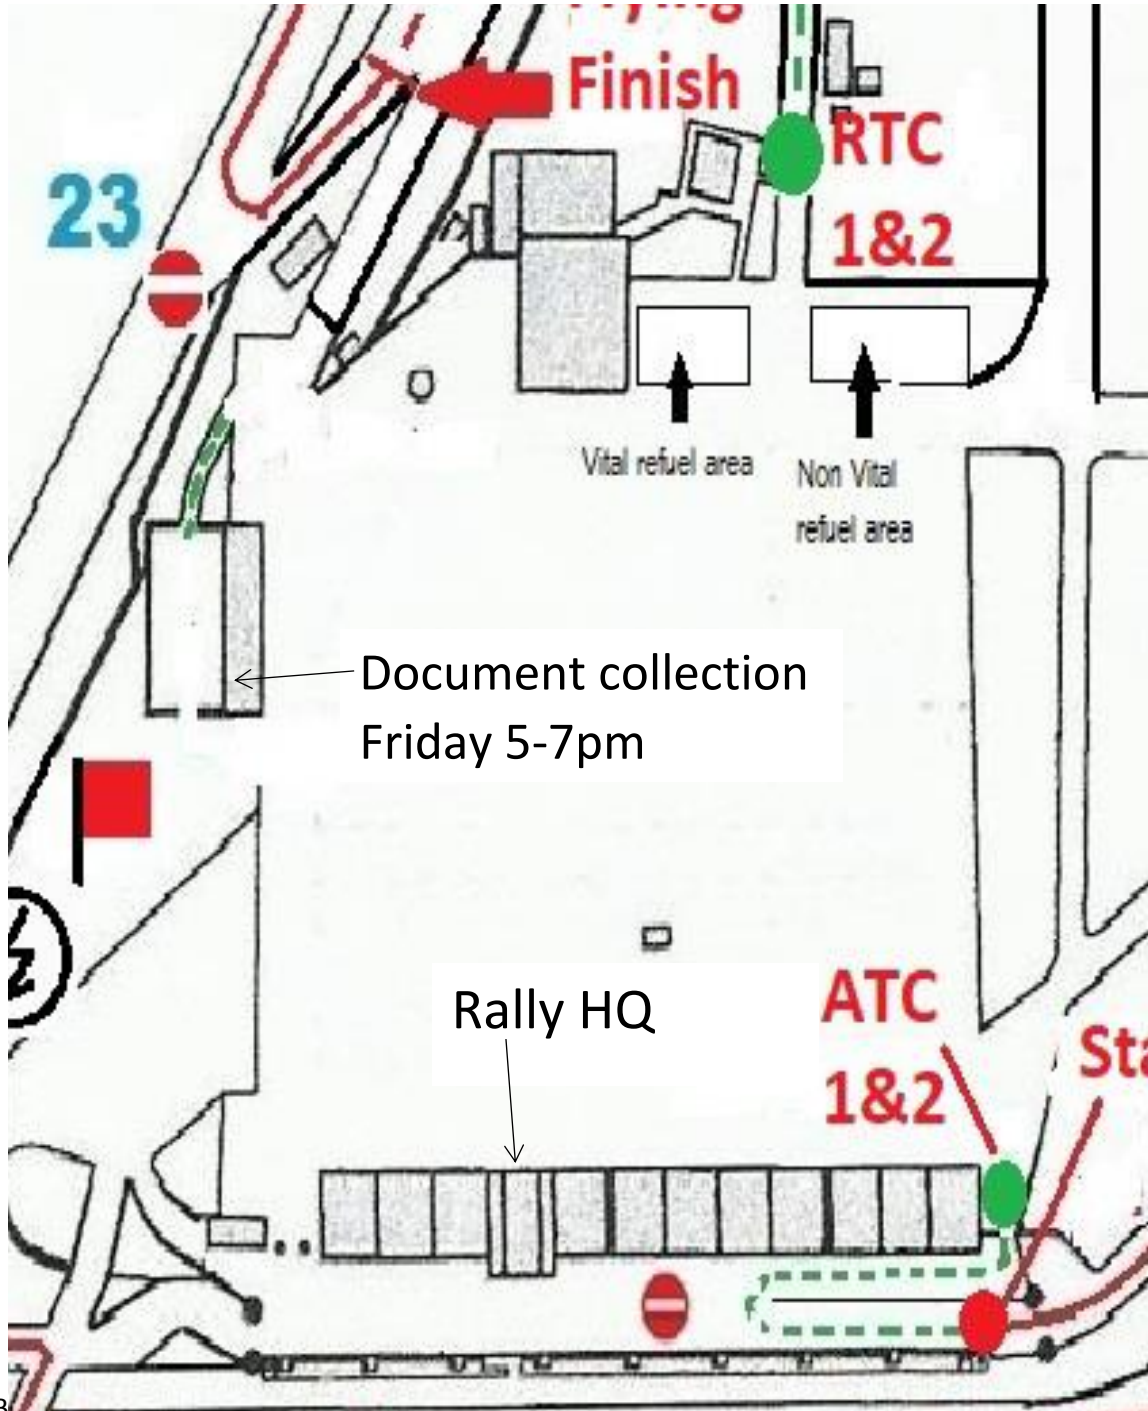 Flying
Finish
RTC
1&2
23
Vital refuel area
Non Vital
refuel area
Document collection
Friday 5-7pm
Rally HQ
ATC
1&2
Sta